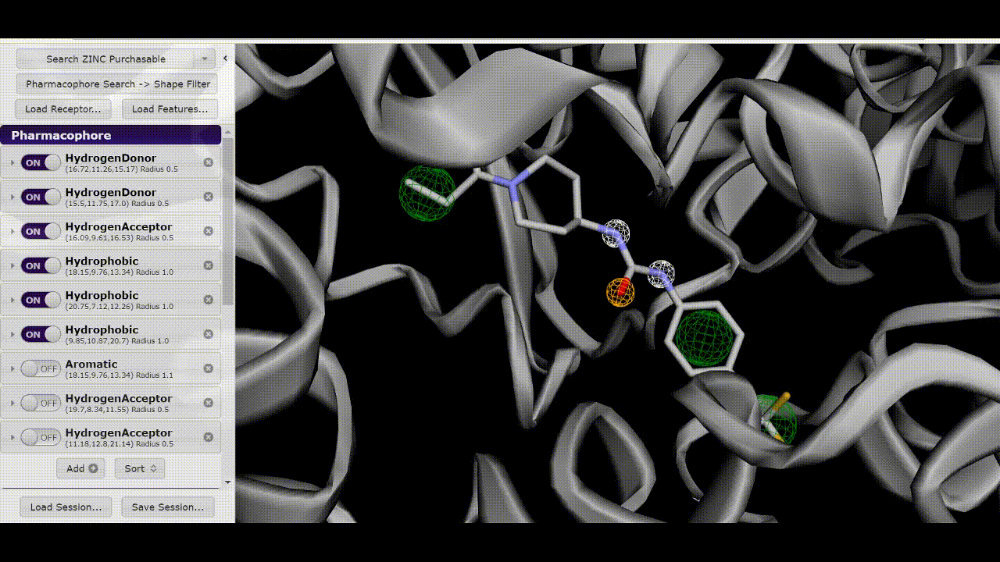 Search ZINC Purchasable
Pharmacophore Search -> Shape Filter
Load Receptor... Load Features...
Pharmacophore
ON HydrogenDonor
(16.72,11.26,15.17) Radius 0.5
ON HydrogenDonor
(15.5,11.75,17.0) Radius 0.5
ON HydrogenAcceptor
(16.09,9.61,16.53) Radius 0.5
ON Hydrophobic
(18.15,9.76,13.34) Radius 1.0
ON Hydrophobic
(20.75,7.12,12.26) Radius 1.0
ON Hydrophobic
(9.85,10.87,20.7) Radius 1.0
OFF Aromatic
(18.15,9.76,13.34) Radius 1.1
OFF HydrogenAcceptor
(19.7,8.34,11.55) Radius 0.5
OFF HydrogenAcceptor
(11.18,12.8,21.14) Radius 0.5
Add Sort
Load Session... Save Session...